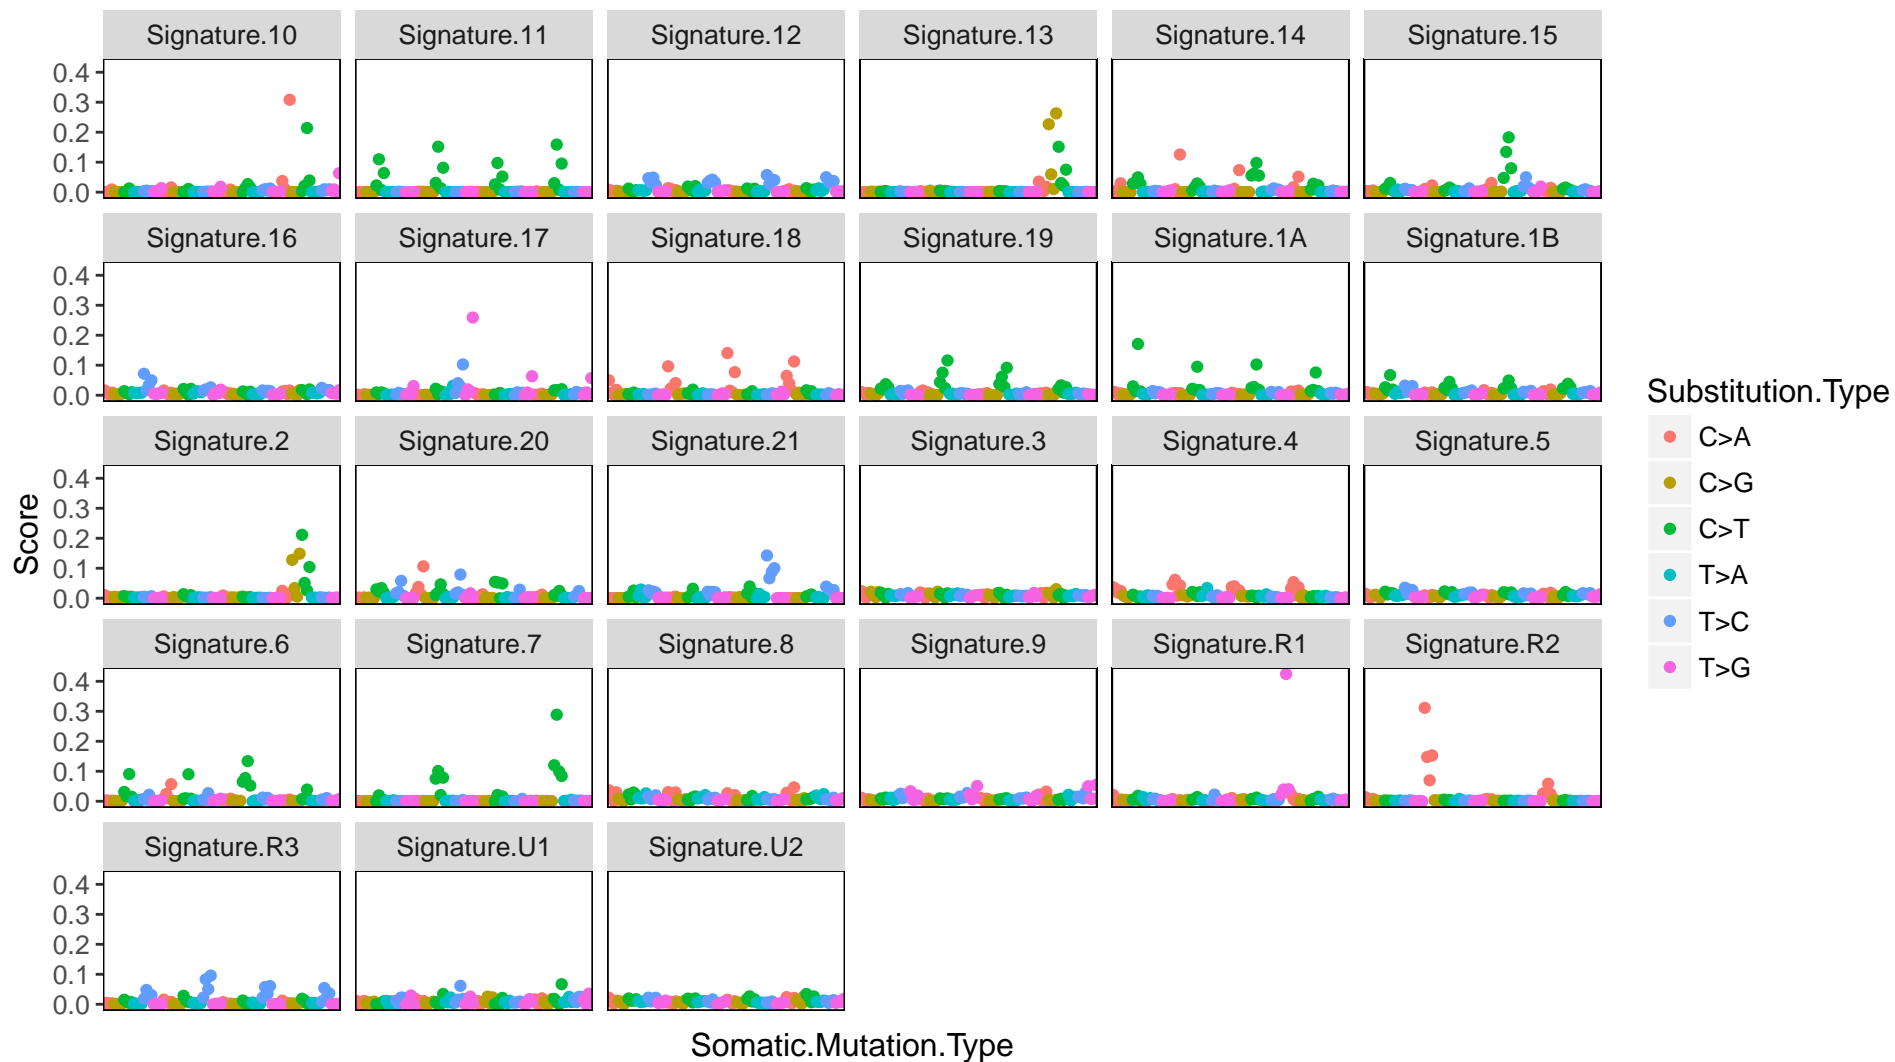 Signature.10 Signature.11 Signature.12 Signature.13 Signature.14 Signature.15
0.4
0.3
0.2
0.1
0.0
Signature.16 Signature.17 Signature.18 Signature.19 Signature.1A Signature.1B
0.4
0.3
0.2
0.1
0.0
Signature.2 Signature.20 Signature.21 Signature.3 Signature.4 Signature.5
0.4
0.3
0.2
0.1
0.0
Signature.6 Signature.7 Signature.8 Signature.9 Signature.R1 Signature.R2
0.4
0.3
0.2
0.1
0.0
Signature.R3 Signature.U1 Signature.U2
0.4
0.3
0.2
0.1
0.0
Score
Somatic.Mutation.Type
Substitution.Type
C>A
C>G
C>T
T>A
T>C
T>G